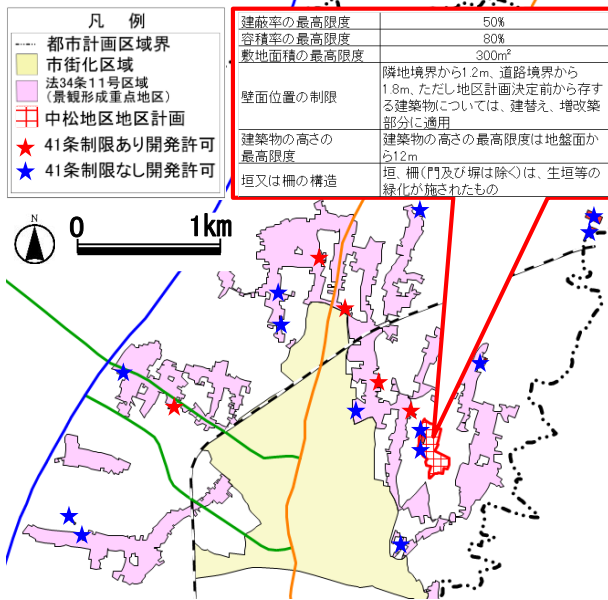 凡 例
都市計画区域界
市街化区域
法34条11号区域
(景観形成重点地区)
中松地区地区計画
41条制限あり開発許可
41条制限なし開発許可
建蔽率の最高限度 50%
容積率の最高限度 80%
敷地面積の最高限度 300m²
壁面位置の制限
隣地境界から1.2m、道路境界から
1.8m、ただし地区計画決定前から存す
る建築物については、建替え、増改築
部分に適用
建築物の高さの
最高限度
建築物の高さの最高限度は地盤面か
ら12m
垣又は柵の構造
垣、柵(門及び塀は除く)は、生垣等の
緑化が施されたもの
N
0 1km